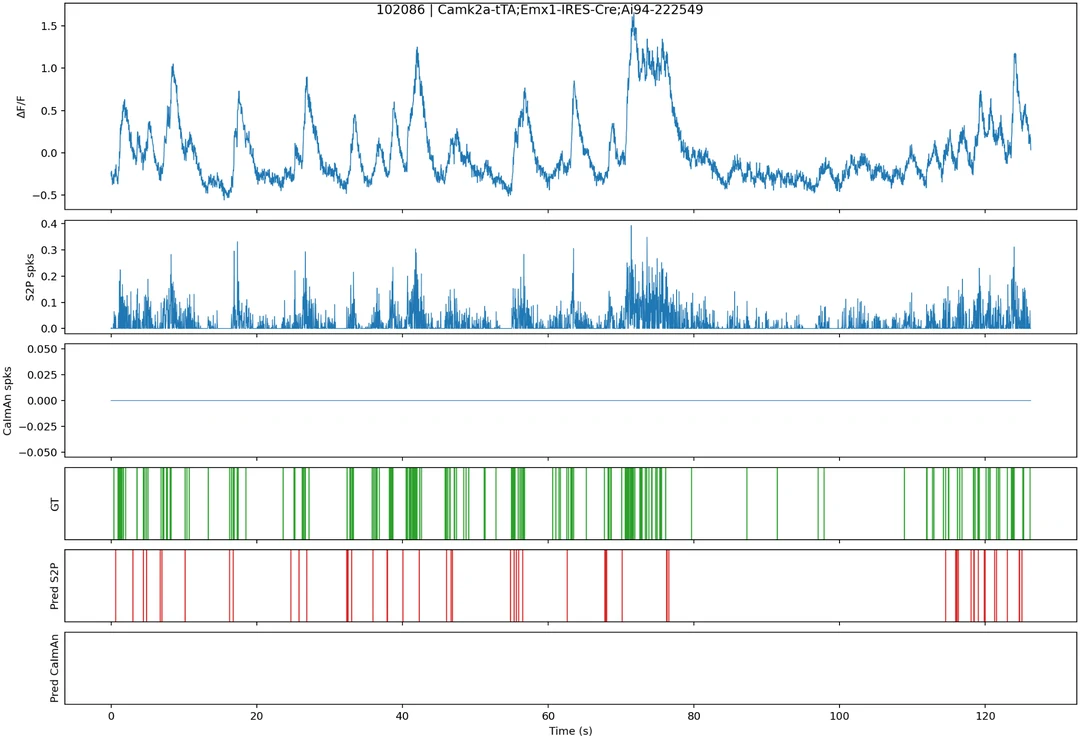 102086 | Camk2a-tTA;Emx1-IRES-Cre;Ai94-222549
1.5
1.0
0.5
0.0
−0.5
ΔF/F
0.4
0.3
0.2
0.1
0.0
S2P spks
0.050
0.025
0.000
−0.025
−0.050
CaImAn spks
GT
Pred S2P
Pred CaImAn
0 20 40 60 80 100 120
Time (s)